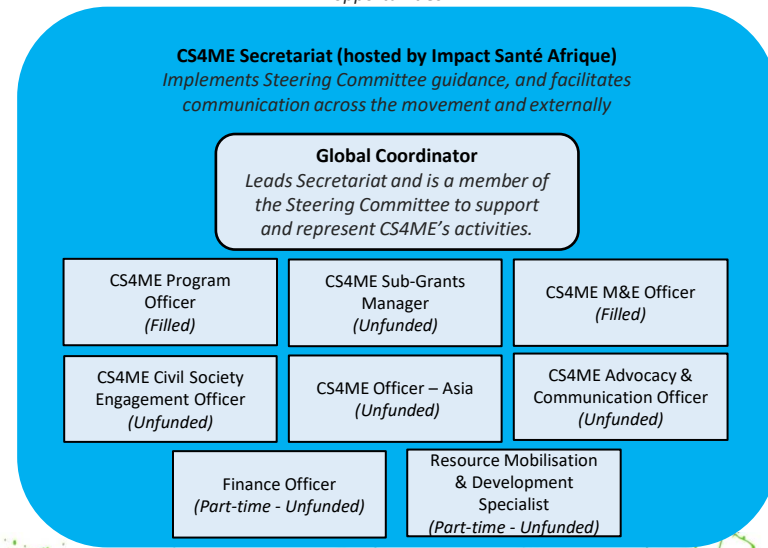 CS4ME Secretariat (hosted by Impact Santé Afrique)
Implements Steering Committee guidance, and facilitates
communication across the movement and externally
Global Coordinator
Leads Secretariat and is a member of
the Steering Committee to support
and represent CS4ME's activities.
CS4ME Program
Officer
(Filled)
CS4ME Sub-Grants
Manager
(Unfunded)
CS4ME M&E Officer
(Filled)
CS4ME Civil Society
Engagement Officer
(Unfunded)
CS4ME Officer – Asia
(Unfunded)
CS4ME Advocacy &
Communication Officer
(Unfunded)
Finance Officer
(Part-time - Unfunded)
Resource Mobilisation
& Development
Specialist
(Part-time - Unfunded)